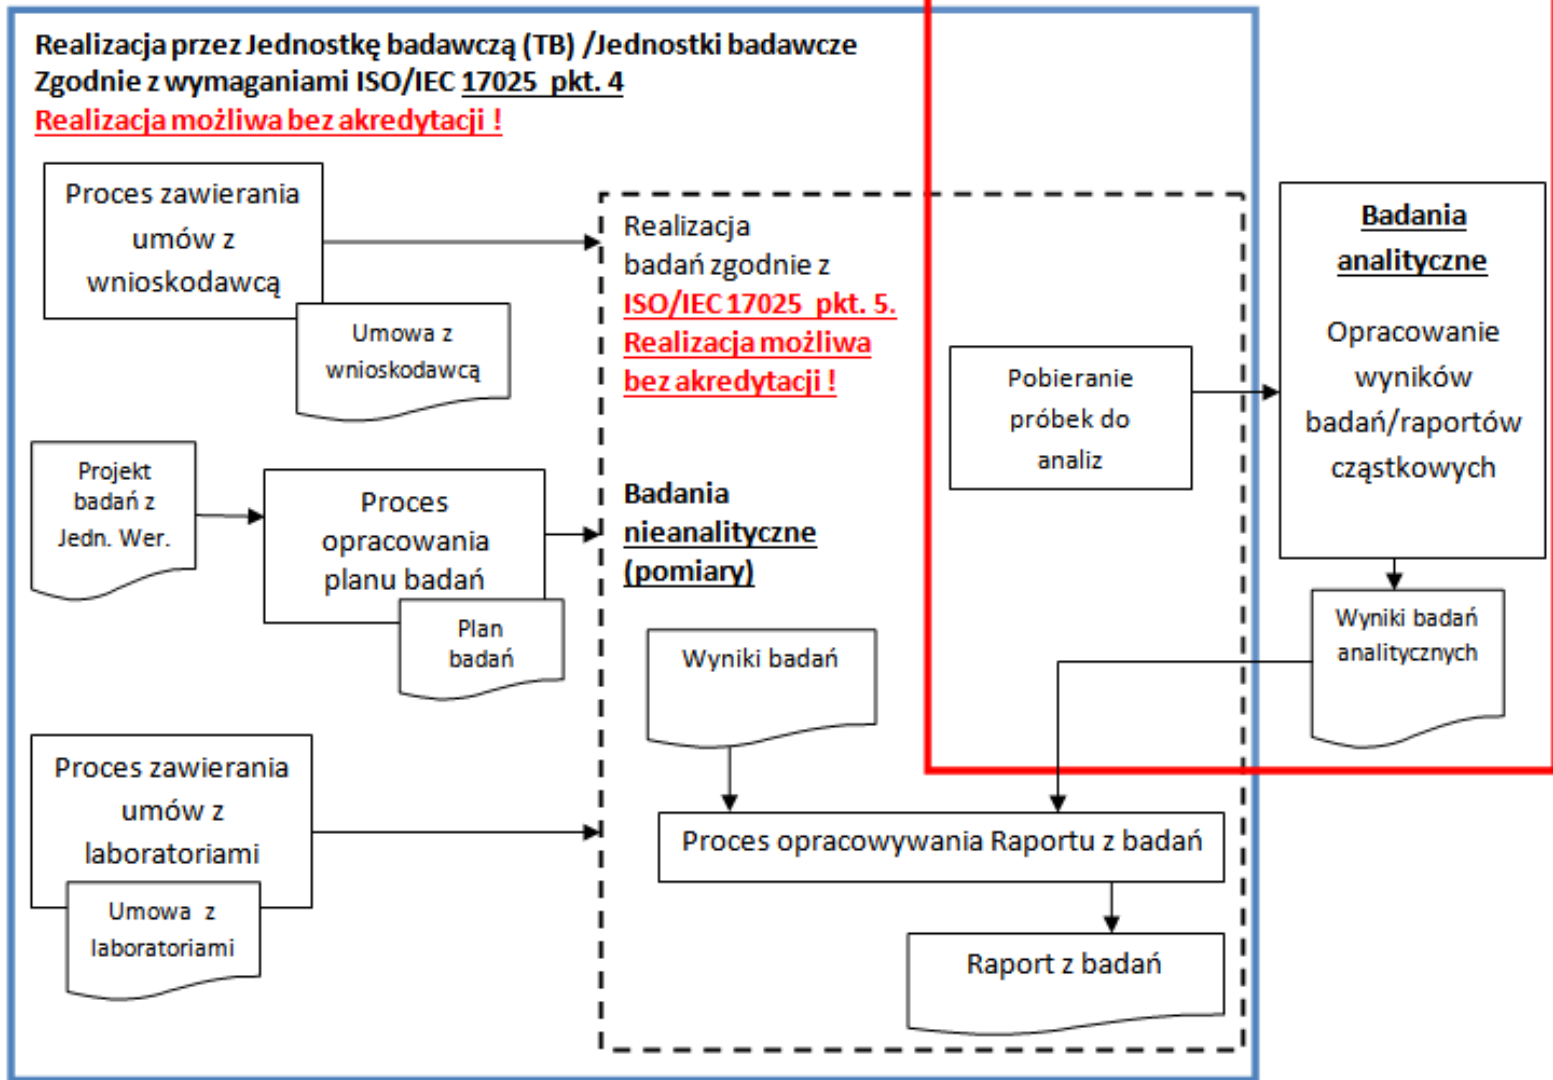 Realizacja przez Jednostkę badawczą (TB) /Jednostki badawcze
Zgodnie z wymaganiami ISO/IEC 17025 pkt. 4
Realizacja możliwa bez akredytacji !
Proces zawierania
umów z
wnioskodawcą
Umowa z
wnioskodawcą
Projekt
badań z
Jedn. Wer.
Proces
opracowania
planu badań
Plan
badań
Proces zawierania
umów z
laboratoriami
Umowa z
laboratoriami
Realizacja
badań zgodnie z
ISO/IEC 17025 pkt. 5.
Realizacja możliwa
bez akredytacji !
Badania
nieanalityczne
(pomiary)
Wyniki badań
Pobieranie
próbek do
analiz
Badania
analityczne
Opracowanie
wyników
badań/raportów
cząstkowych
Wyniki badań
analitycznych
Proces opracowywania Raportu z badań
Raport z badań